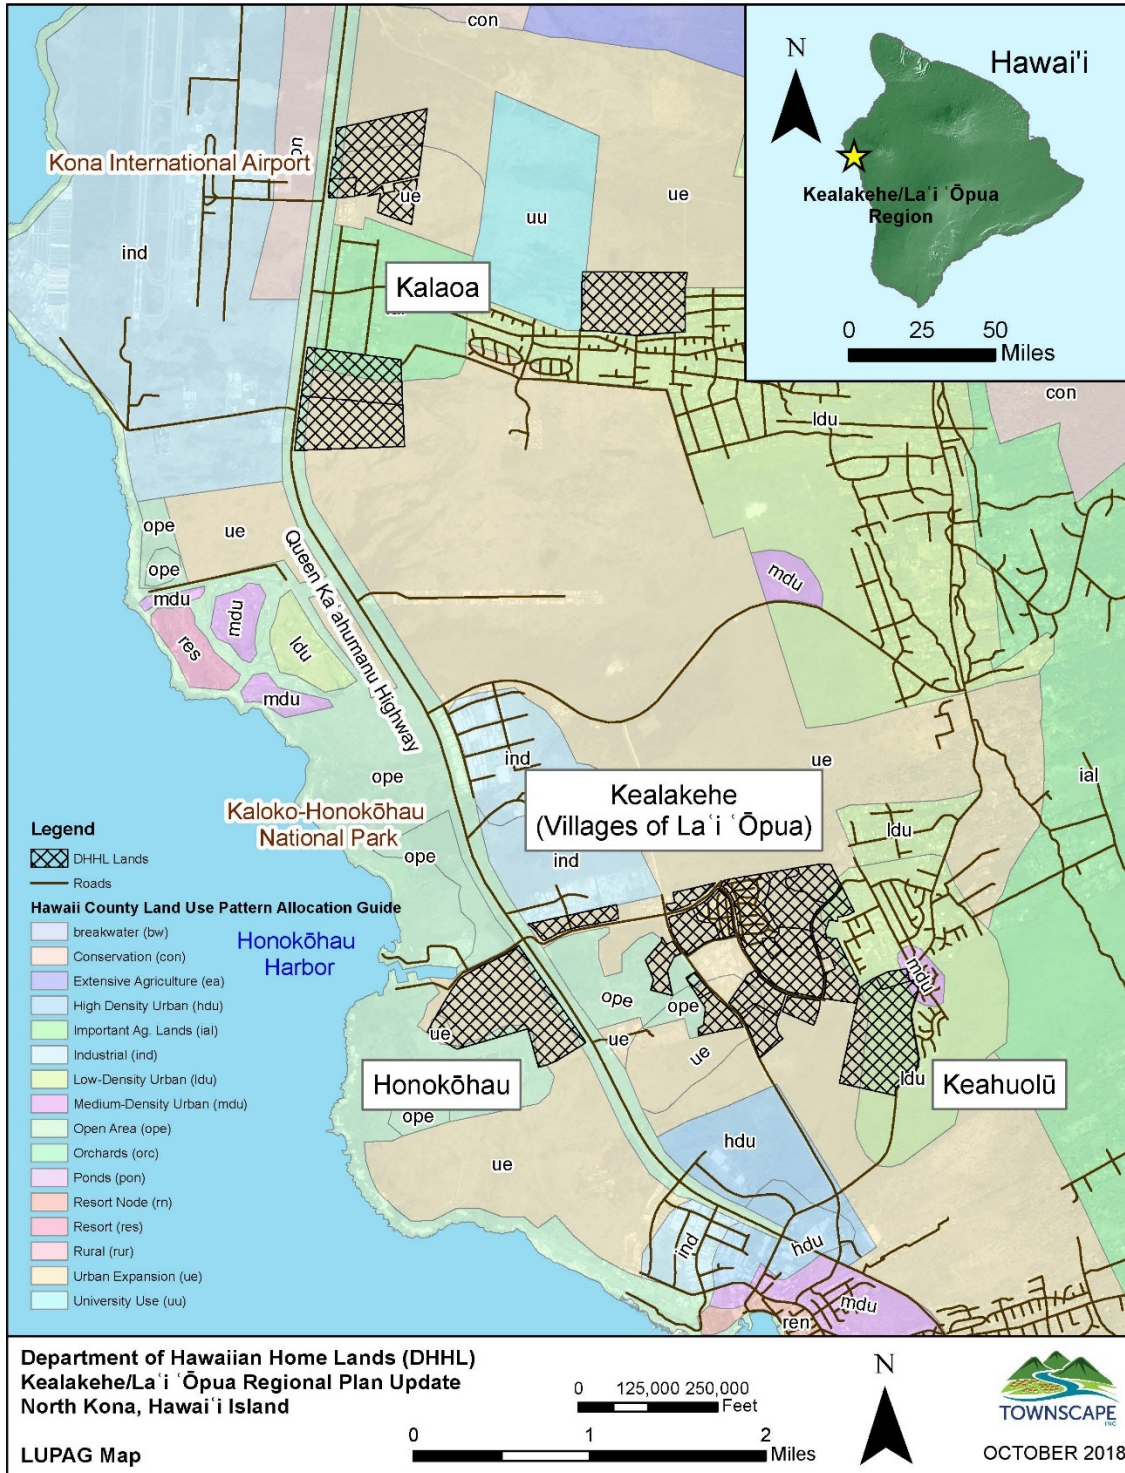 con
N
Hawai'i
Kealakehe/Laʻi ʻŌpua
Region
0 25 50
Miles
Kona International Airport
con
ue
uu
ue
ind
Kalaoa
con
ldu
ope
ue
ope
mdu
mdu
res
ldu
mdu
mdu
Queen Kaʻahumanu Highway
ind
ue
ial
ope
Kealakehe
(Villages of Laʻi ʻŌpua)
Kaloko-Honokōhau
National Park
ope
ind
ldu
Honokōhau
Harbor
mdu
ope
ope
ue
ue
ue
ldu
Honokōhau
Keahuolū
ope
ue
hdu
ind
hdu
mdu
ren
Legend
DHHL Lands
Roads
Hawaii County Land Use Pattern Allocation Guide
breakwater (bw)
Conservation (con)
Extensive Agriculture (ea)
High Density Urban (hdu)
Important Ag. Lands (ial)
Industrial (ind)
Low-Density Urban (ldu)
Medium-Density Urban (mdu)
Open Area (ope)
Orchards (orc)
Ponds (pon)
Resort Node (rn)
Resort (res)
Rural (rur)
Urban Expansion (ue)
University Use (uu)
Department of Hawaiian Home Lands (DHHL)
Kealakehe/Laʻi ʻŌpua Regional Plan Update
North Kona, Hawaiʻi Island
LUPAG Map
0 125,000 250,000
Feet
0 1 2
Miles
N
TOWNSCAPE
INC
OCTOBER 2018